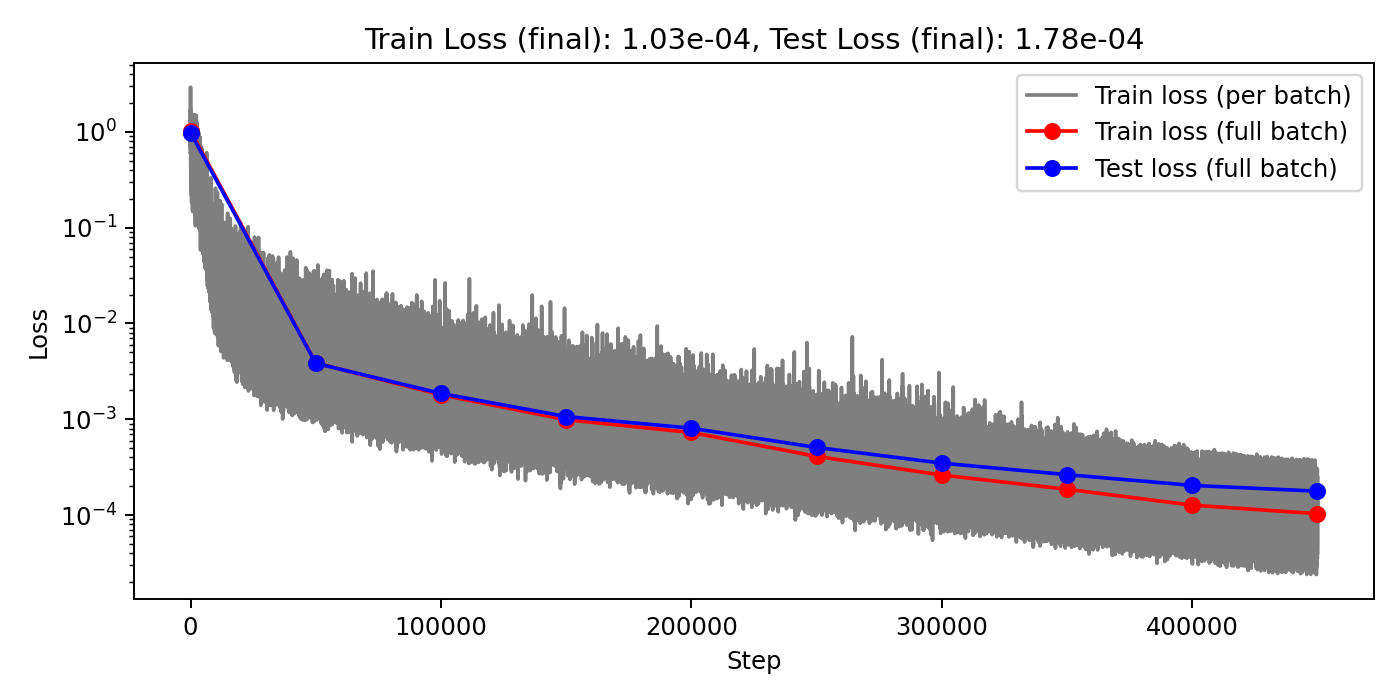 Train Loss (final): 1.03e-04, Test Loss (final): 1.78e-04
Train loss (per batch)
Train loss (full batch)
Test loss (full batch)
Loss
10⁰
10⁻¹
10⁻²
10⁻³
10⁻⁴
0 100000 200000 300000 400000
Step